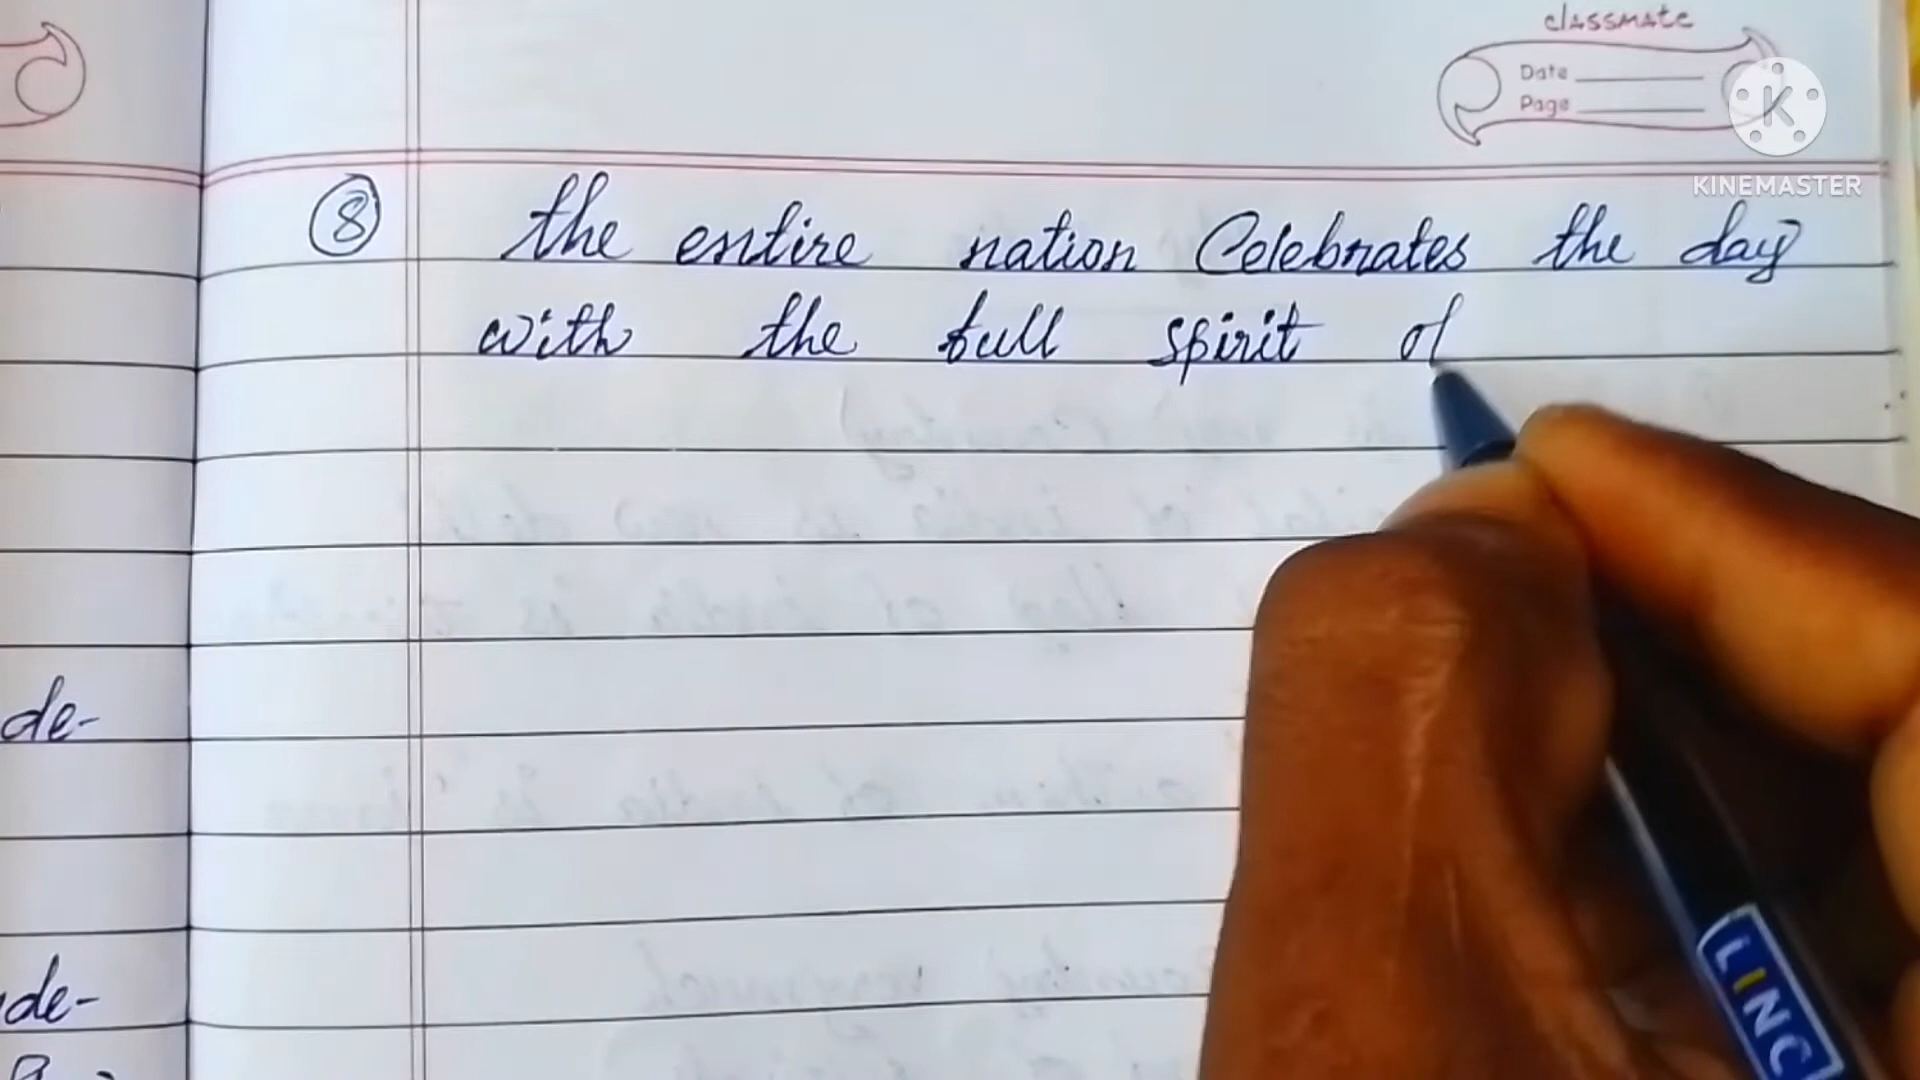 classmate
Date
Page
KINEMASTER
8 the entire nation Celebrates the day
with the full spirit of
de-
de-
LINC